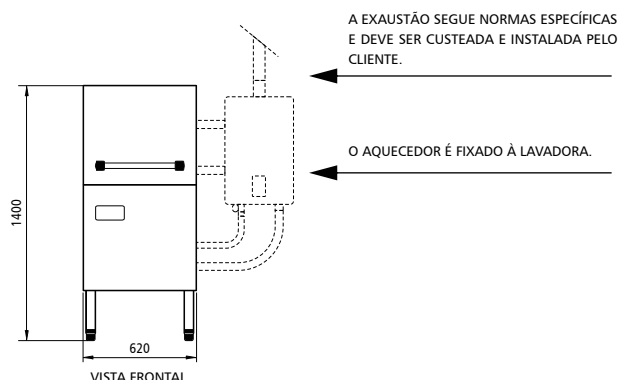 A EXAUSTÃO SEGUE NORMAS ESPECÍFICAS
E DEVE SER CUSTEADA E INSTALADA PELO
CLIENTE.
O AQUECEDOR É FIXADO À LAVADORA.
1400
620
VISTA FRONTAL